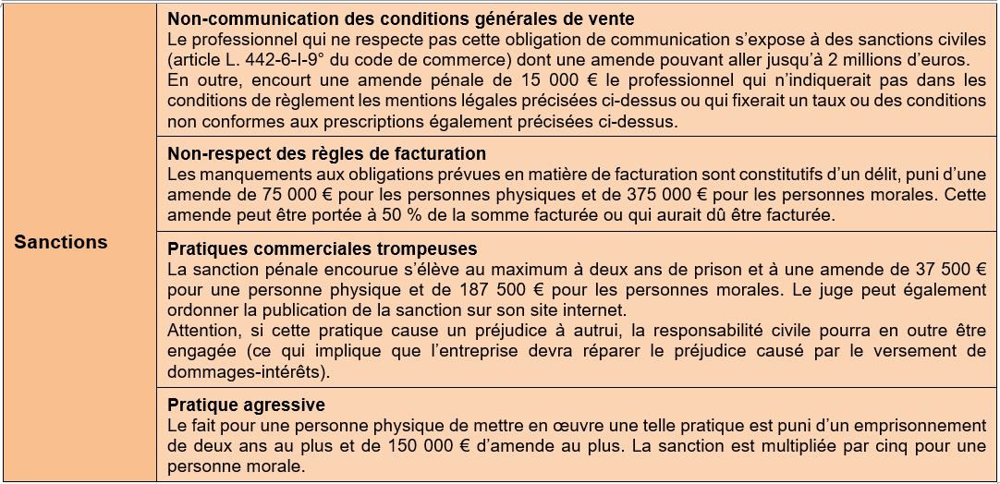 Sanctions
Non-communication des conditions générales de vente
Le professionnel qui ne respecte pas cette obligation de communication s’expose à des sanctions civiles
(article L. 442-6-I-9° du code de commerce) dont une amende pouvant aller jusqu’à 2 millions d’euros.
En outre, encourt une amende pénale de 15 000 € le professionnel qui n’indiquerait pas dans les
conditions de règlement les mentions légales précisées ci-dessus ou qui fixerait un taux ou des conditions
non conformes aux prescriptions également précisées ci-dessus.
Non-respect des règles de facturation
Les manquements aux obligations prévues en matière de facturation sont constitutifs d’un délit, puni d’une
amende de 75 000 € pour les personnes physiques et de 375 000 € pour les personnes morales. Cette
amende peut être portée à 50 % de la somme facturée ou qui aurait dû être facturée.
Pratiques commerciales trompeuses
La sanction pénale encourue s’élève au maximum à deux ans de prison et à une amende de 37 500 €
pour une personne physique et de 187 500 € pour les personnes morales. Le juge peut également
ordonner la publication de la sanction sur son site internet.
Attention, si cette pratique cause un préjudice à autrui, la responsabilité civile pourra en outre être
engagée (ce qui implique que l’entreprise devra réparer le préjudice causé par le versement de
dommages-intérêts).
Pratique agressive
Le fait pour une personne physique de mettre en œuvre une telle pratique est puni d’un emprisonnement
de deux ans au plus et de 150 000 € d’amende au plus. La sanction est multipliée par cinq pour une
personne morale.